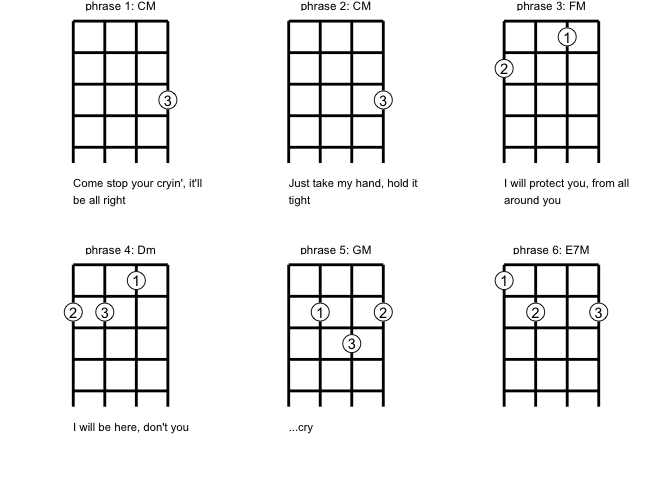 phrase 1: CM
phrase 2: CM
phrase 3: FM
1
2
3
3
Come stop your cryin', it'll
be all right
Just take my hand, hold it
tight
I will protect you, from all
around you
phrase 4: Dm
phrase 5: GM
phrase 6: E7M
1
2
3
1
2
3
1
2
3
I will be here, don't you
...cry